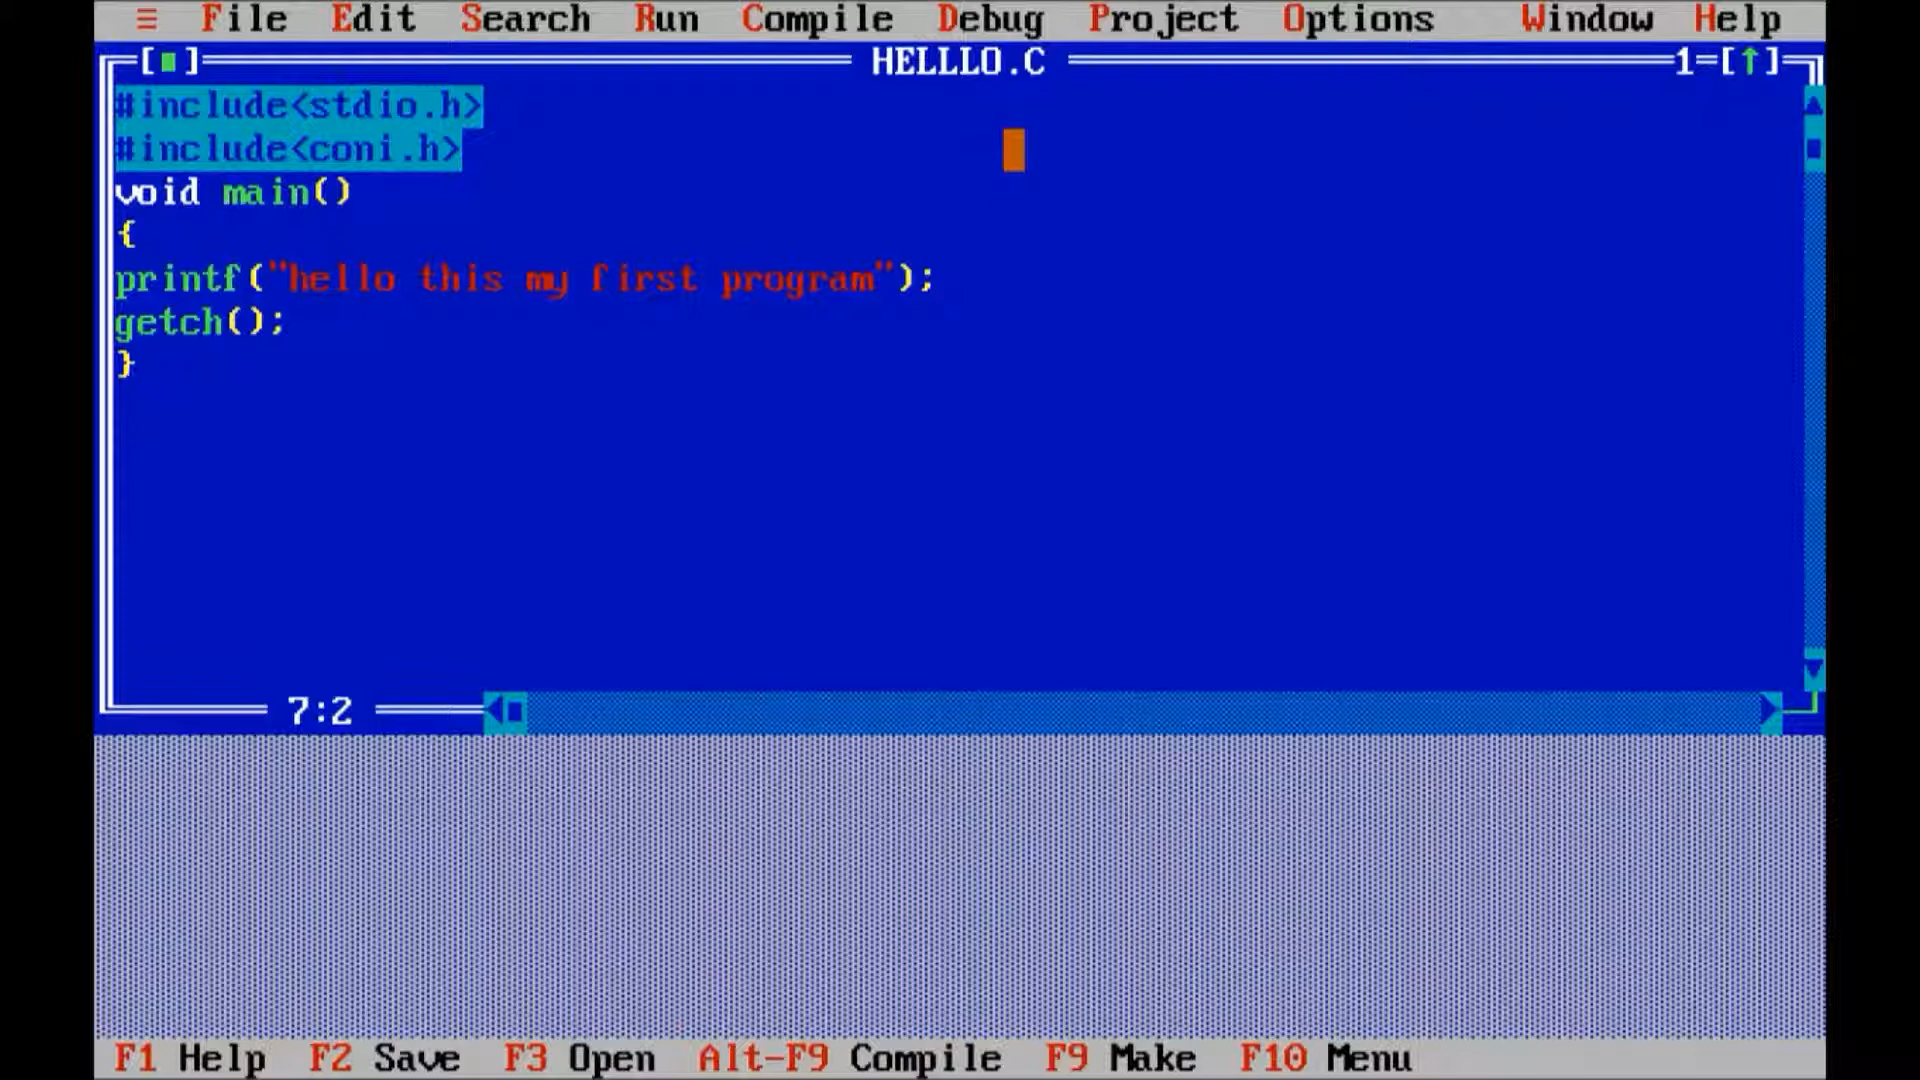 ≡ File Edit Search Run Compile Debug Project Options Window Help
[■] HELLLO.C 1=[↑]
#include<stdio.h>
#include<coni.h>
void main()
{
printf("hello this my first program");
getch();
}
7:2
F1 Help F2 Save F3 Open Alt-F9 Compile F9 Make F10 Menu